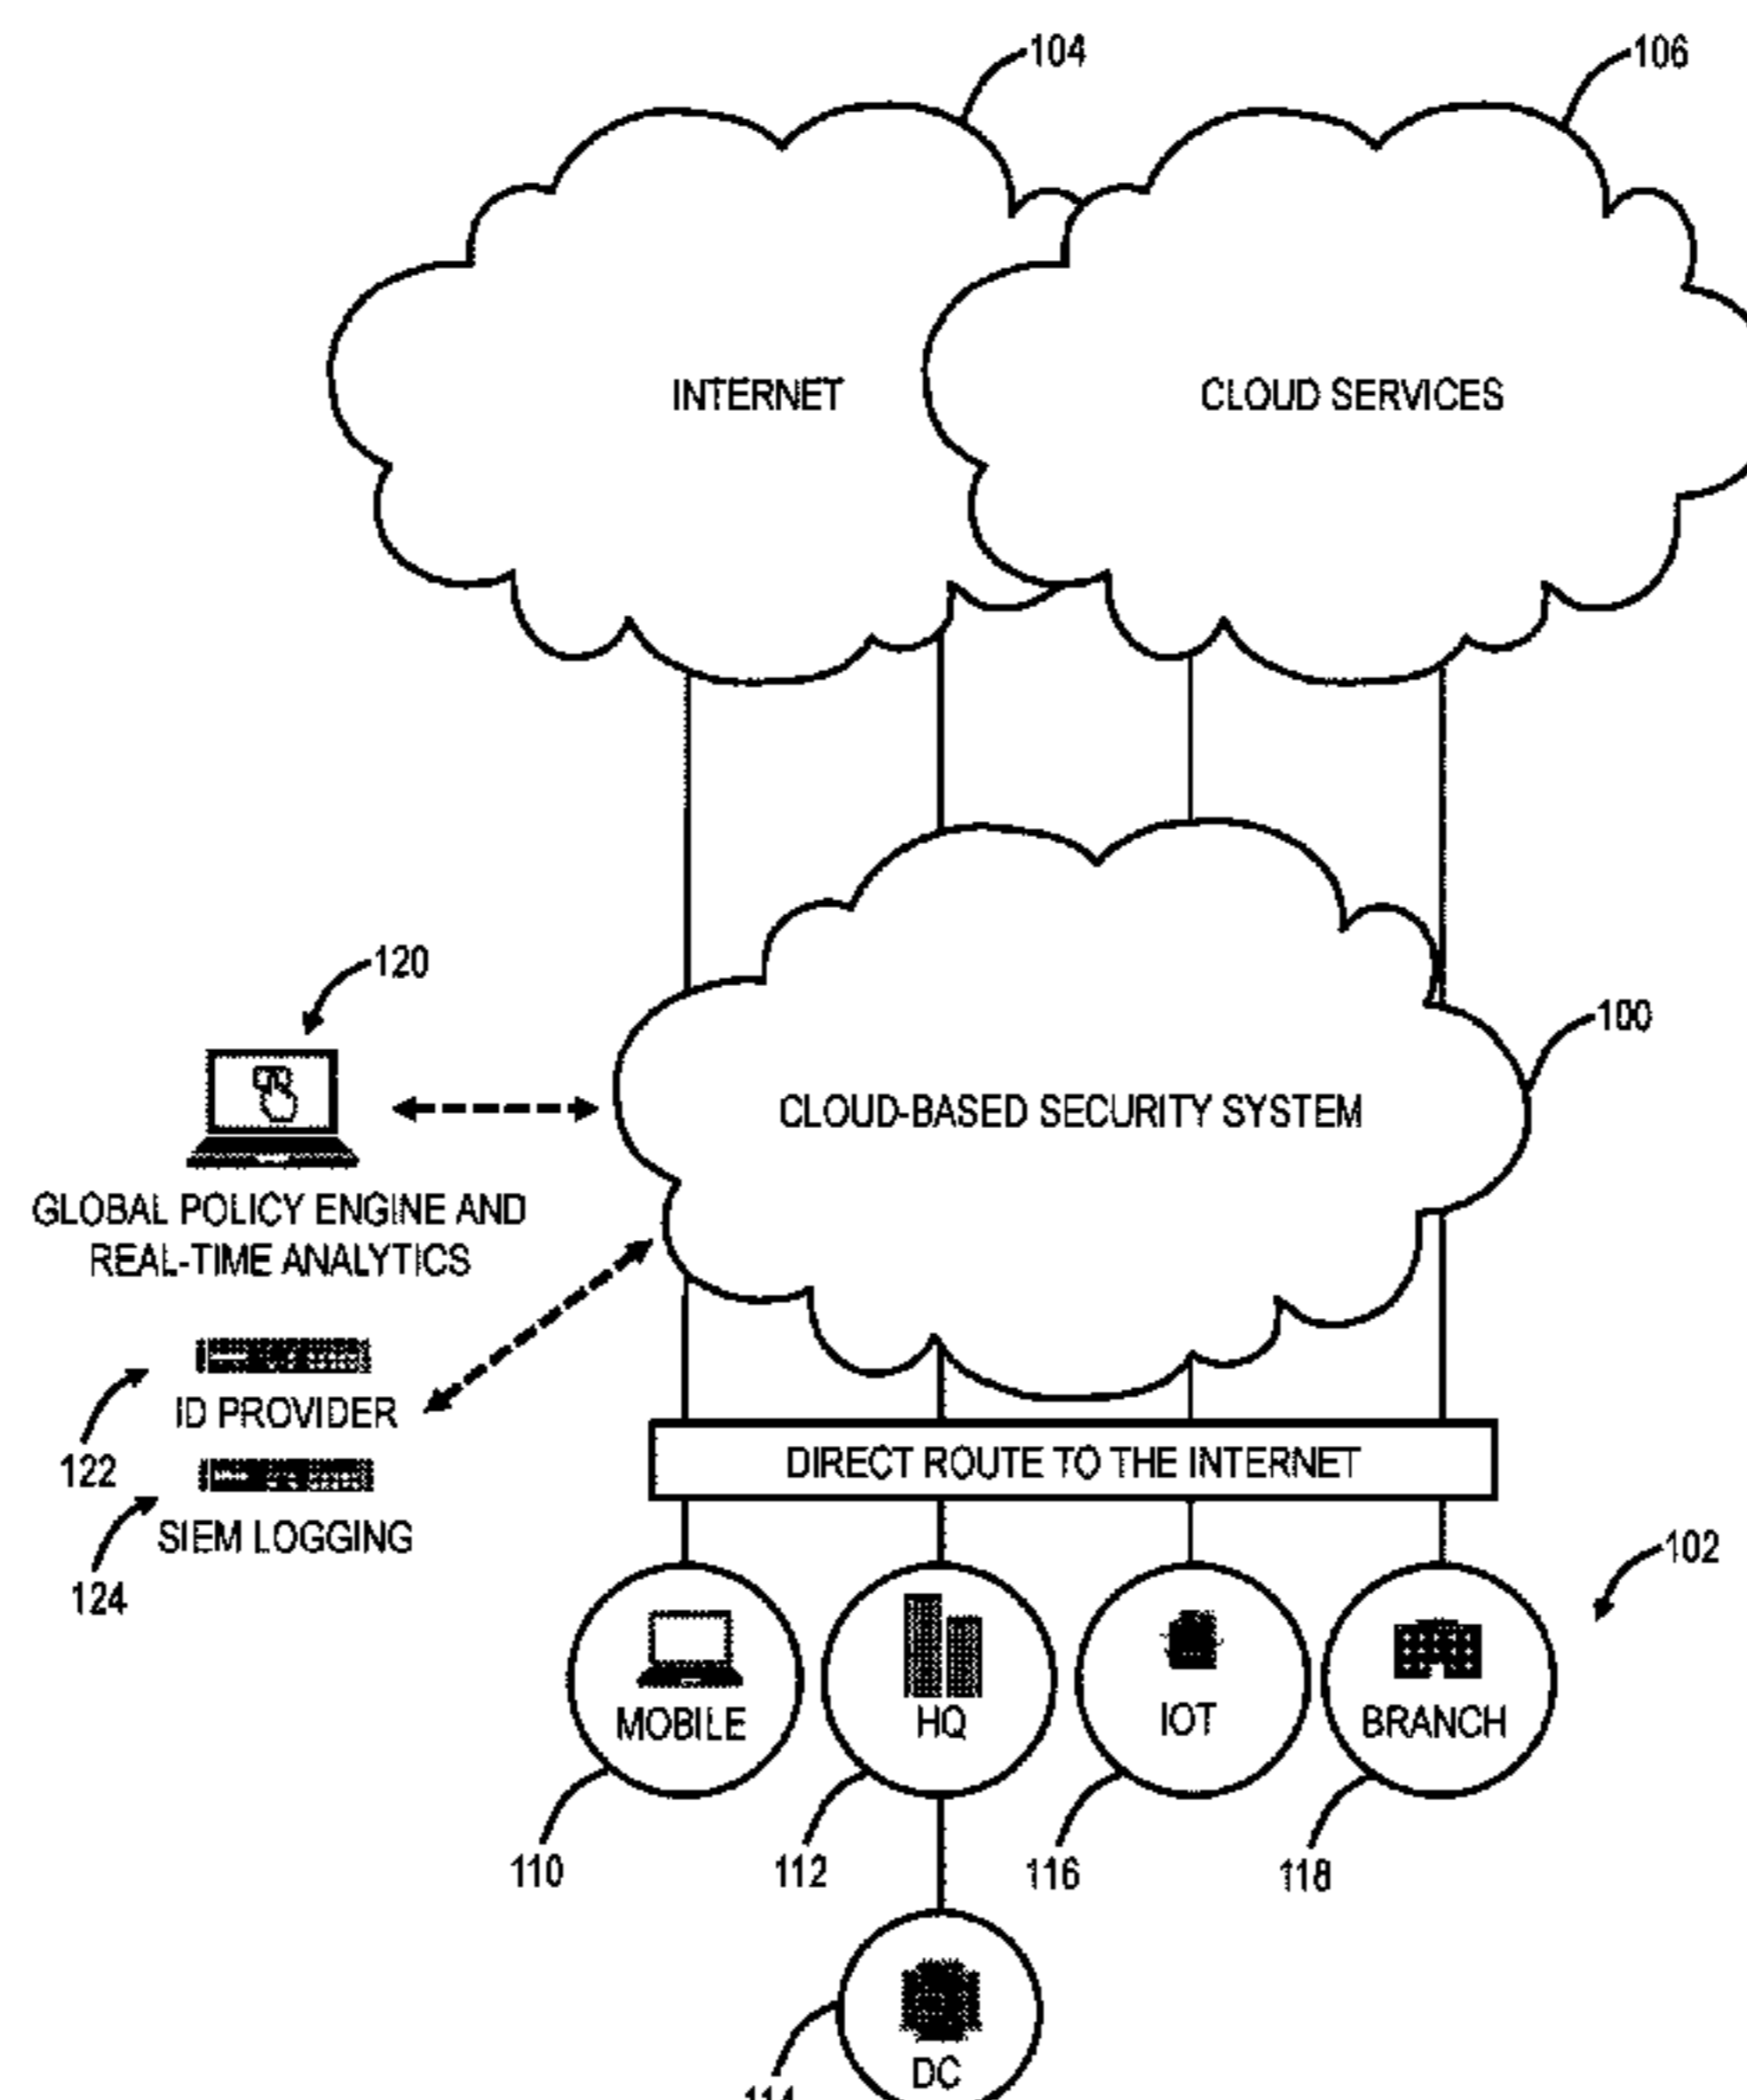 104
106
INTERNET
CLOUD SERVICES
120
100
CLOUD-BASED SECURITY SYSTEM
GLOBAL POLICY ENGINE AND
REAL-TIME ANALYTICS
ID PROVIDER
122
DIRECT ROUTE TO THE INTERNET
SIEM LOGGING
124
102
MOBILE
HQ
IOT
BRANCH
110
112
116
118
DC
114